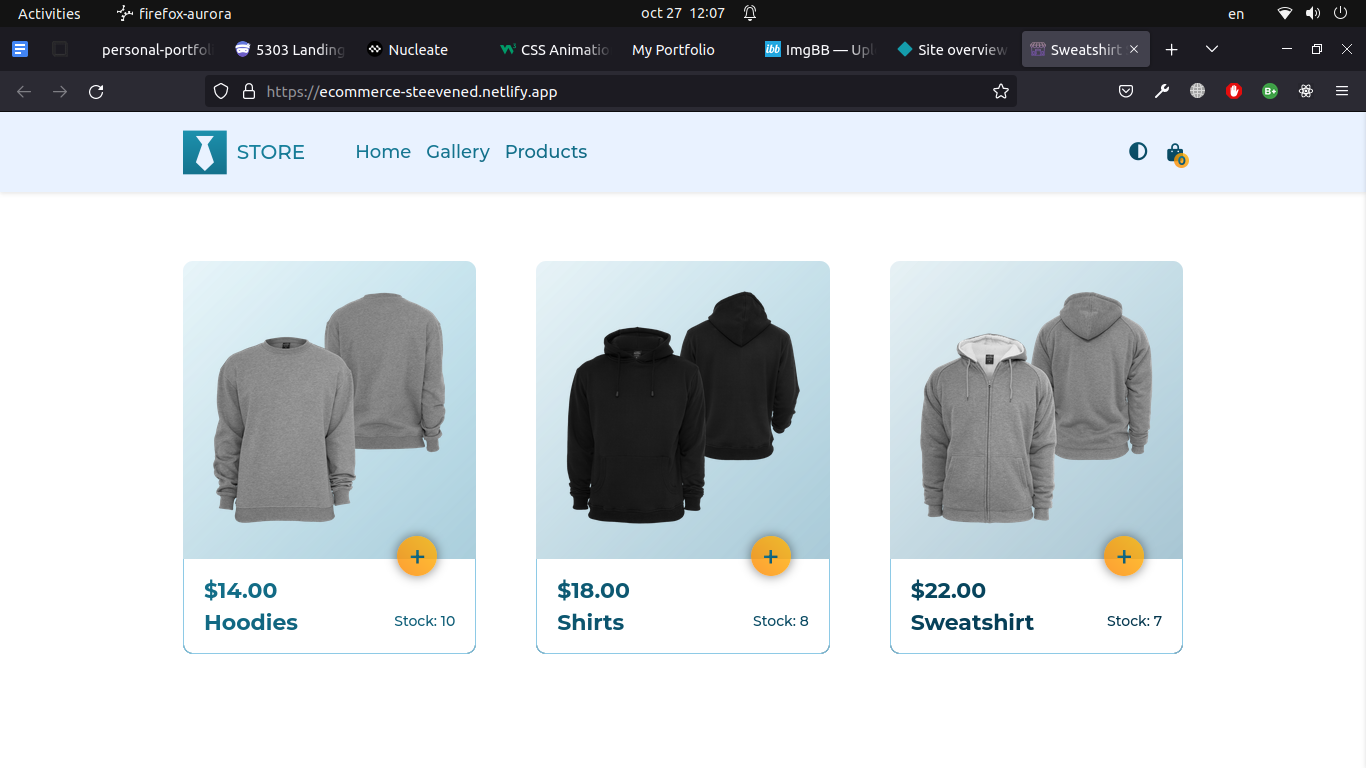 Activities firefox-aurora oct 27 12:07 en
personal-portfoli 5303 Landing Nucleate CSS Animatio My Portfolio ImgBB — Upl Site overview Sweatshirt
https://ecommerce-steevened.netlify.app
STORE Home Gallery Products 0
$14.00 $18.00 $22.00
Hoodies Stock: 10 Shirts Stock: 8 Sweatshirt Stock: 7